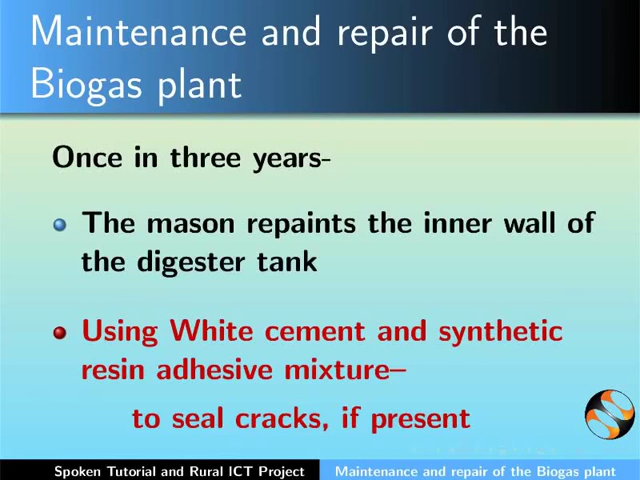 Maintenance and repair of the
Biogas plant
Once in three years-
The mason repaints the inner wall of
the digester tank
Using White cement and synthetic
resin adhesive mixture–
to seal cracks, if present
Spoken Tutorial and Rural ICT Project
Maintenance and repair of the Biogas plant